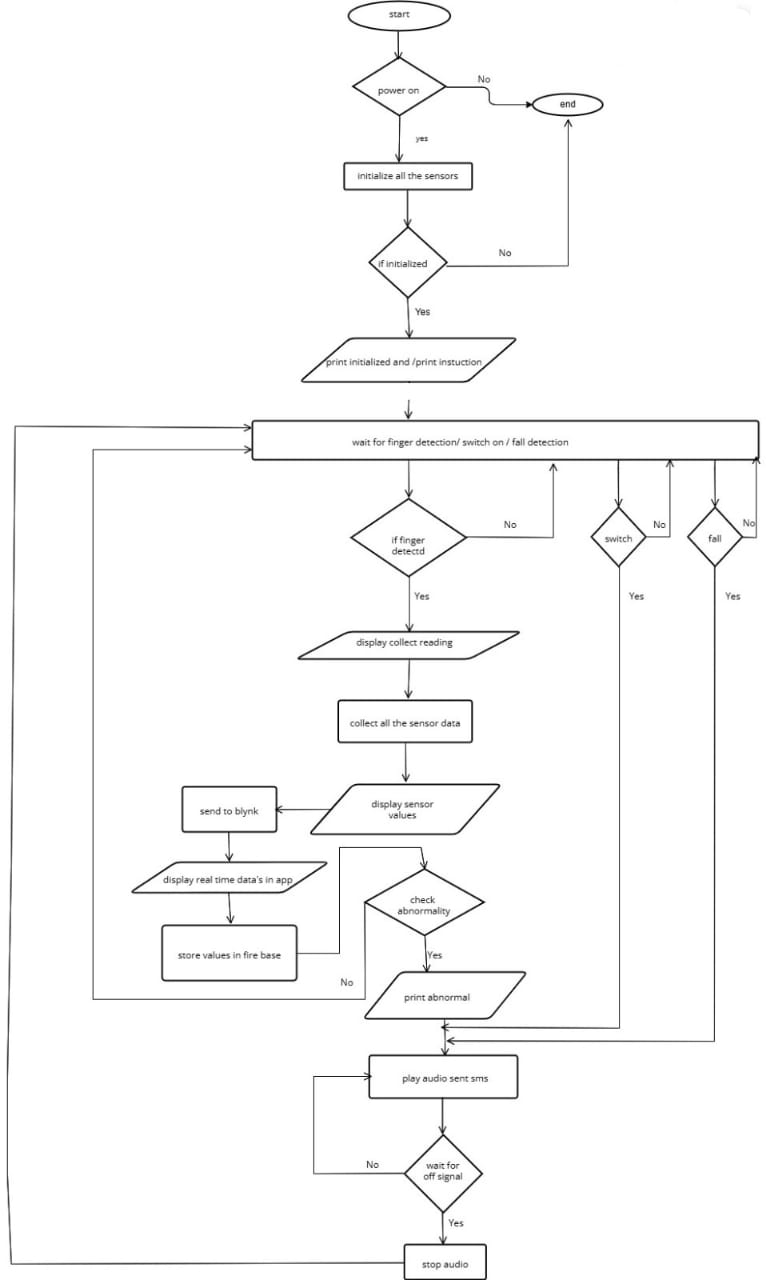 start
power on
No
end
yes
initialize all the sensors
if initialized
No
Yes
print initialized and /print instuction
wait for finger detection/ switch on / fall detection
if finger
detectd
No
switch
No
fall
No
Yes
Yes
Yes
display collect reading
collect all the sensor data
display sensor
values
send to blynk
display real time data's in app
check
abnormality
store values in fire base
Yes
No
print abnormal
play audio sent sms
wait for
off signal
No
Yes
stop audio